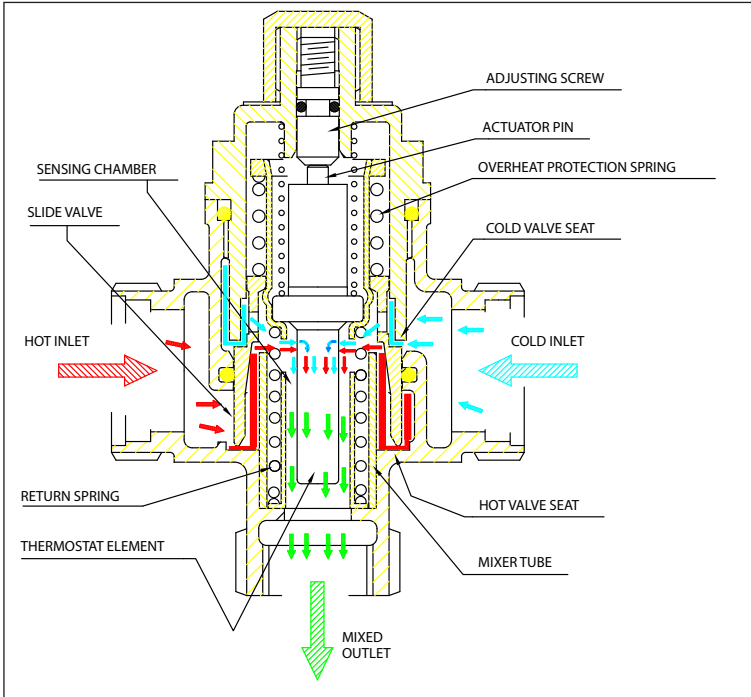 ADJUSTING SCREW
ACTUATOR PIN
SENSING CHAMBER
OVERHEAT PROTECTION SPRING
SLIDE VALVE
COLD VALVE SEAT
HOT INLET
COLD INLET
RETURN SPRING
HOT VALVE SEAT
THERMOSTAT ELEMENT
MIXER TUBE
MIXED
OUTLET